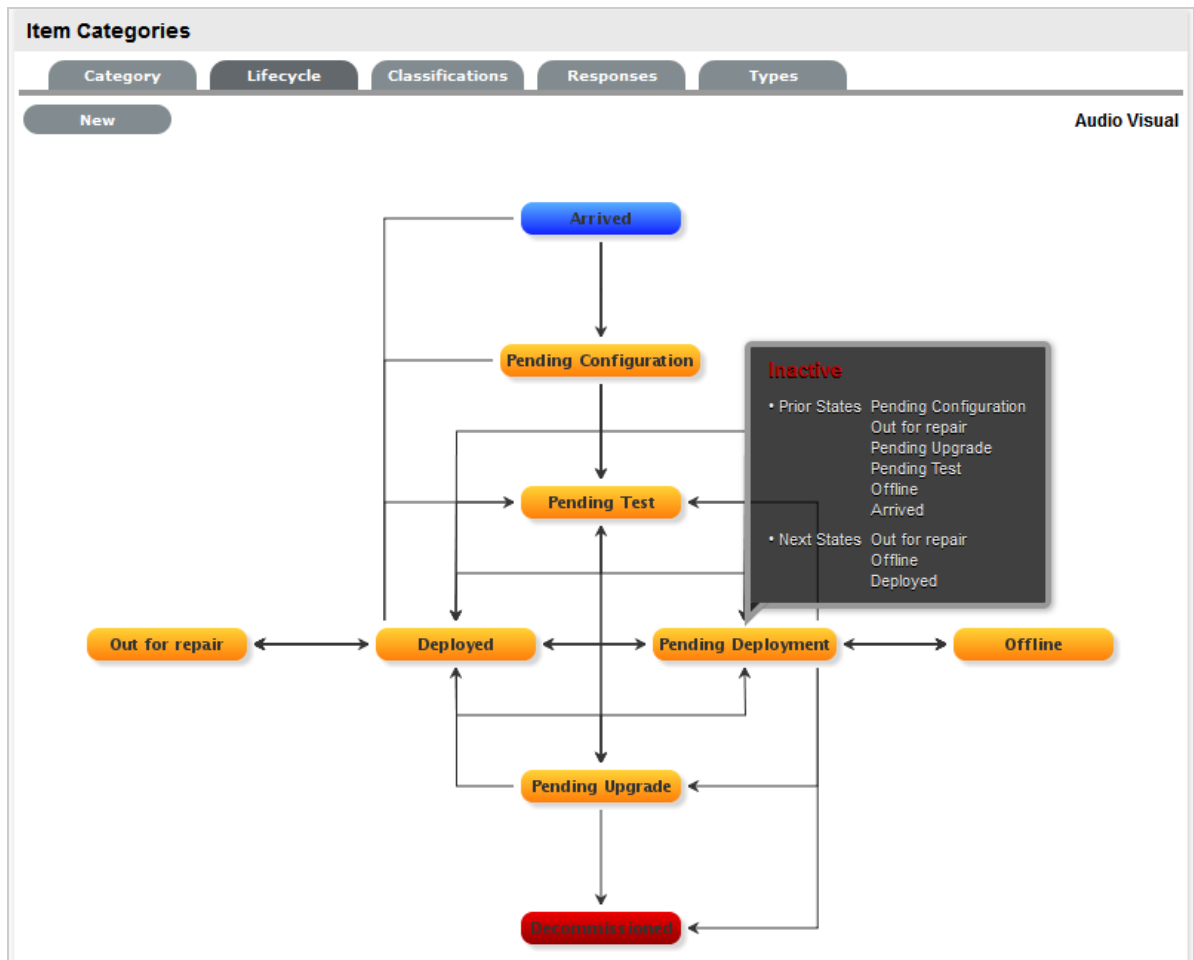 Item Categories
Category Lifecycle Classifications Responses Types
New Audio Visual
Arrived
Pending Configuration
Inactive
• Prior States Pending Configuration
Out for repair
Pending Upgrade
Pending Test
Offline
Arrived
• Next States Out for repair
Offline
Deployed
Pending Test
Out for repair Deployed Pending Deployment Offline
Pending Upgrade
Decommissioned